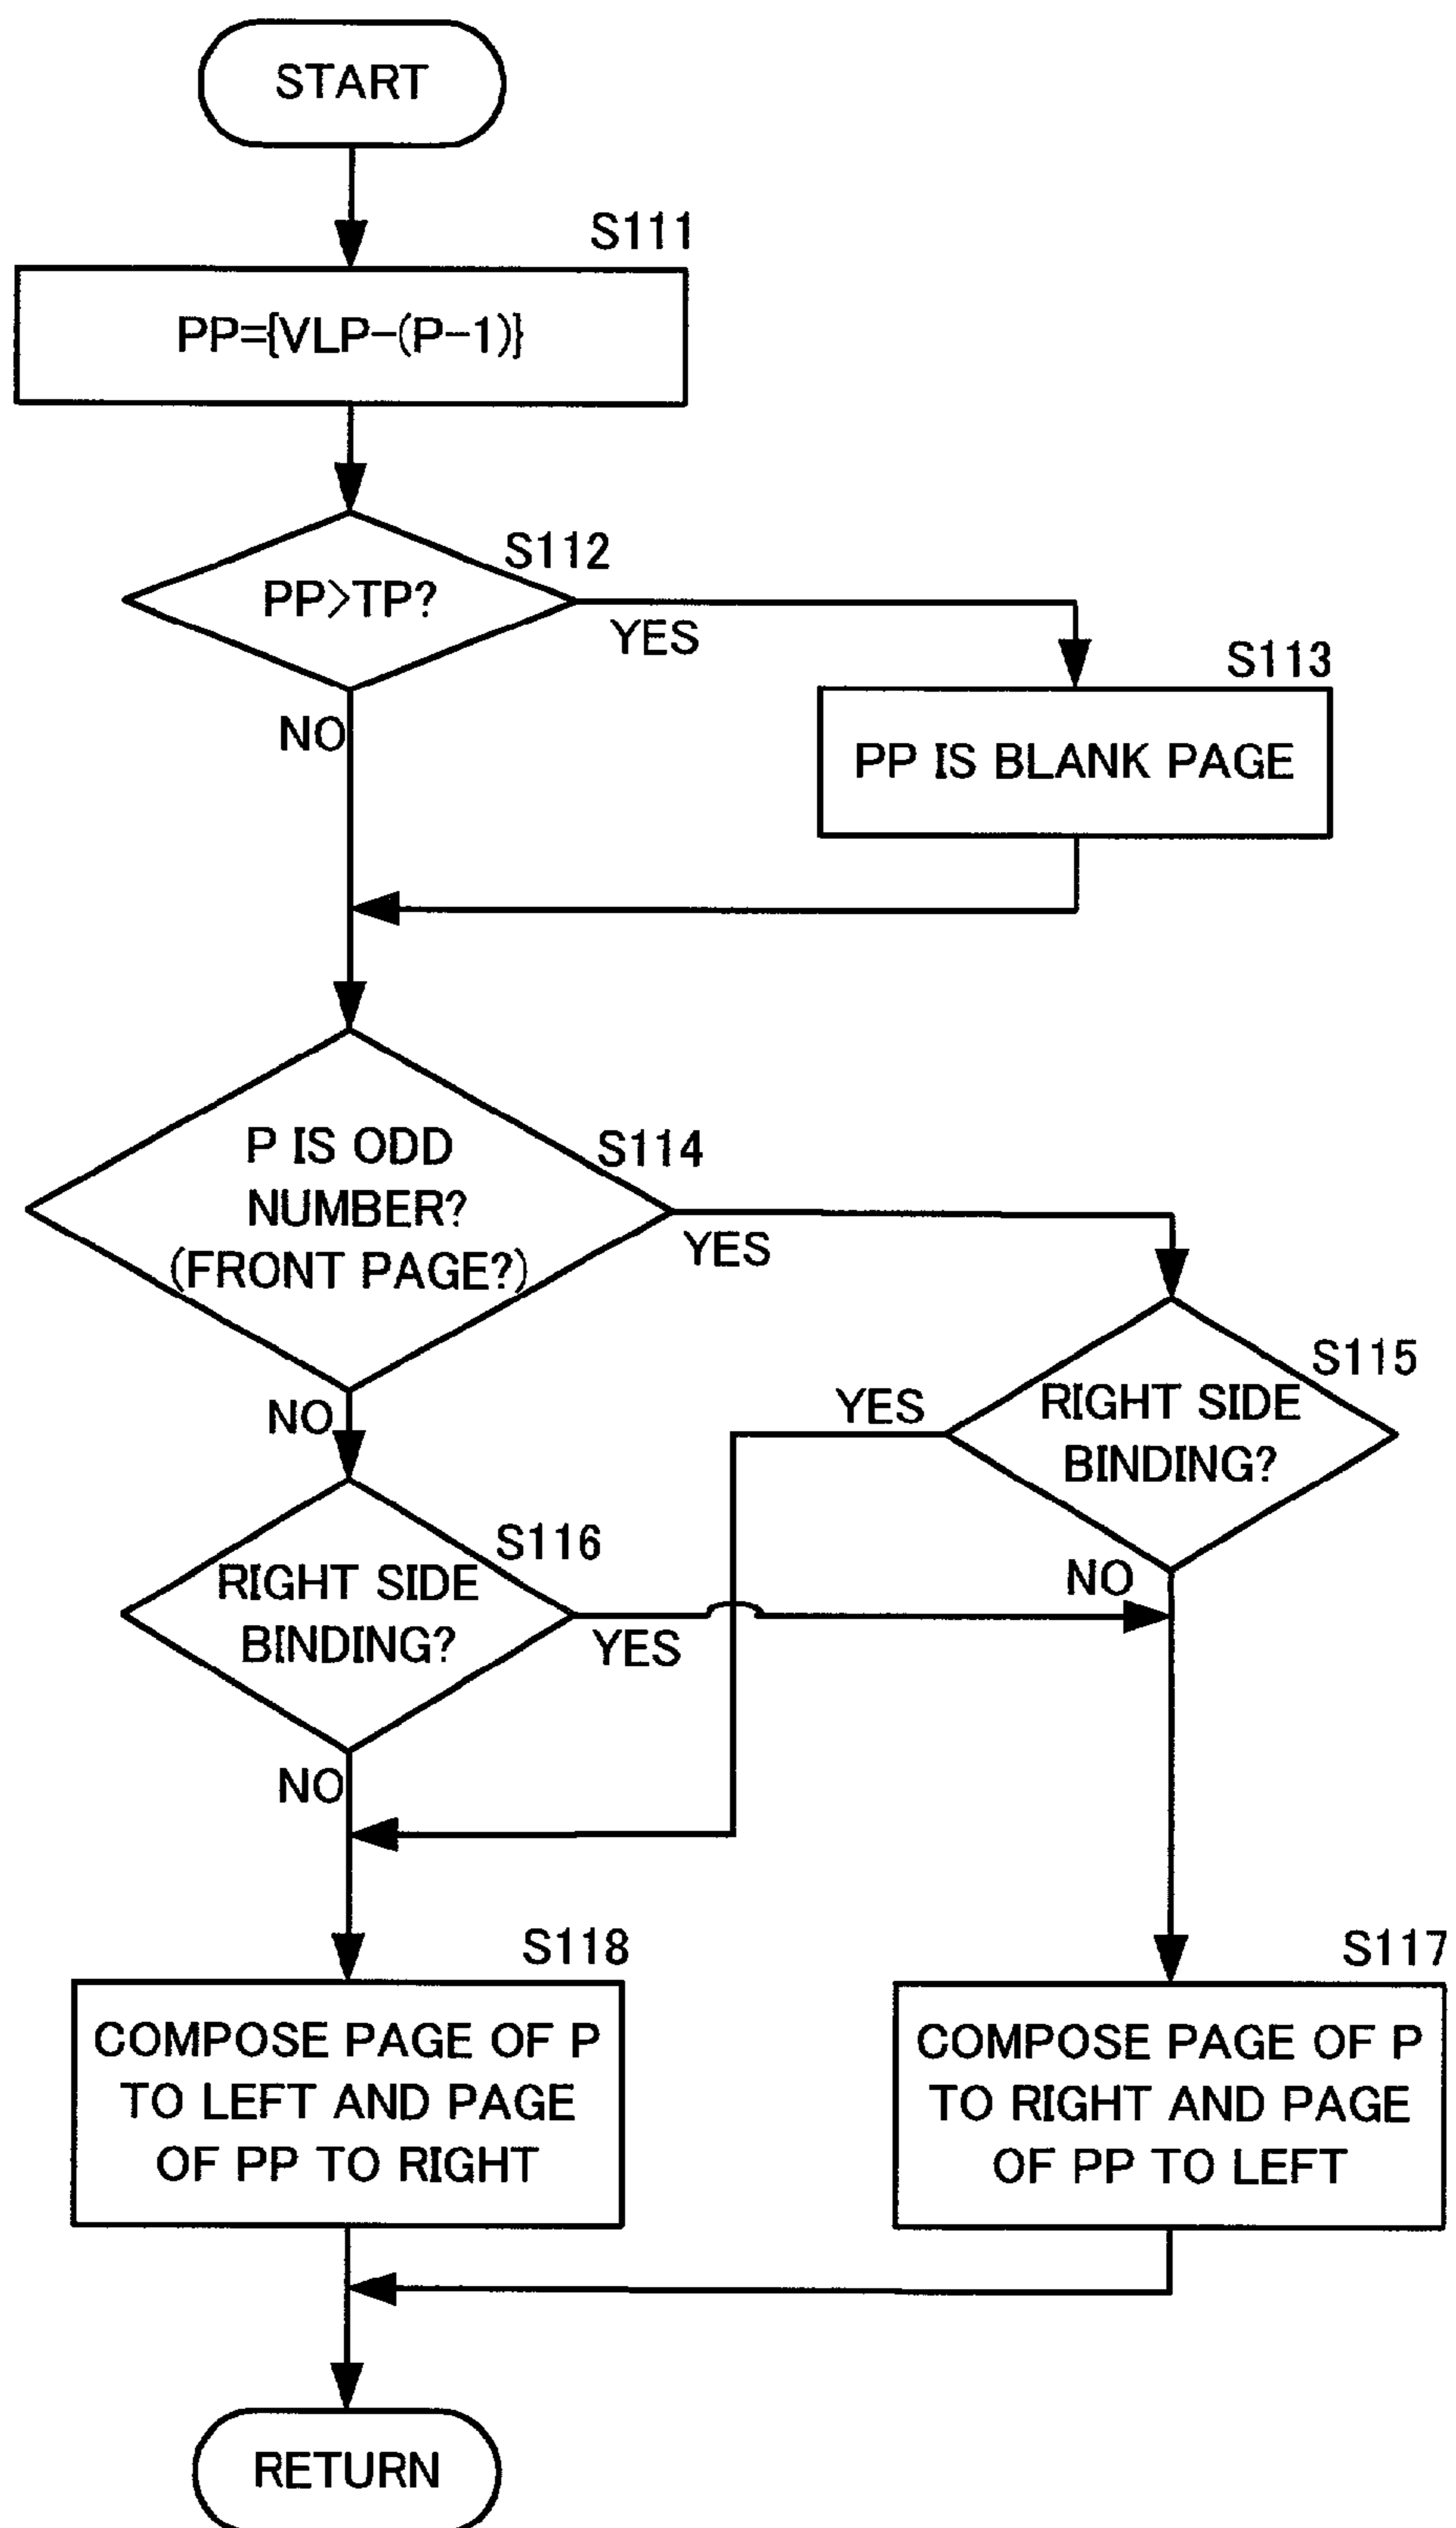 START
S111
PP={VLP-(P-1)}
S112
PP>TP?
YES
S113
NO
PP IS BLANK PAGE
P IS ODD
NUMBER?
(FRONT PAGE?)
S114
YES
S115
RIGHT SIDE
BINDING?
YES
NO
NO
S116
RIGHT SIDE
BINDING?
YES
NO
S118
COMPOSE PAGE OF P
TO LEFT AND PAGE
OF PP TO RIGHT
S117
COMPOSE PAGE OF P
TO RIGHT AND PAGE
OF PP TO LEFT
RETURN